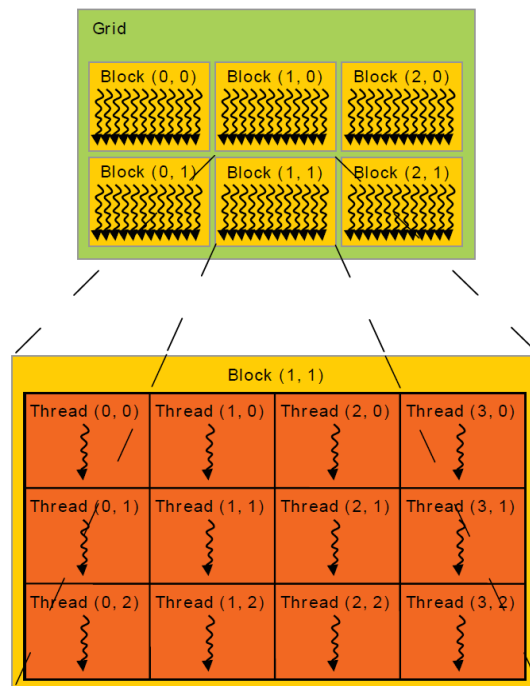 Grid
Block (0, 0) Block (1, 0) Block (2, 0)
Block (0, 1) Block (1, 1) Block (2, 1)
Block (1, 1)
Thread (0, 0) Thread (1, 0) Thread (2, 0) Thread (3, 0)
Thread (0, 1) Thread (1, 1) Thread (2, 1) Thread (3, 1)
Thread (0, 2) Thread (1, 2) Thread (2, 2) Thread (3, 2)